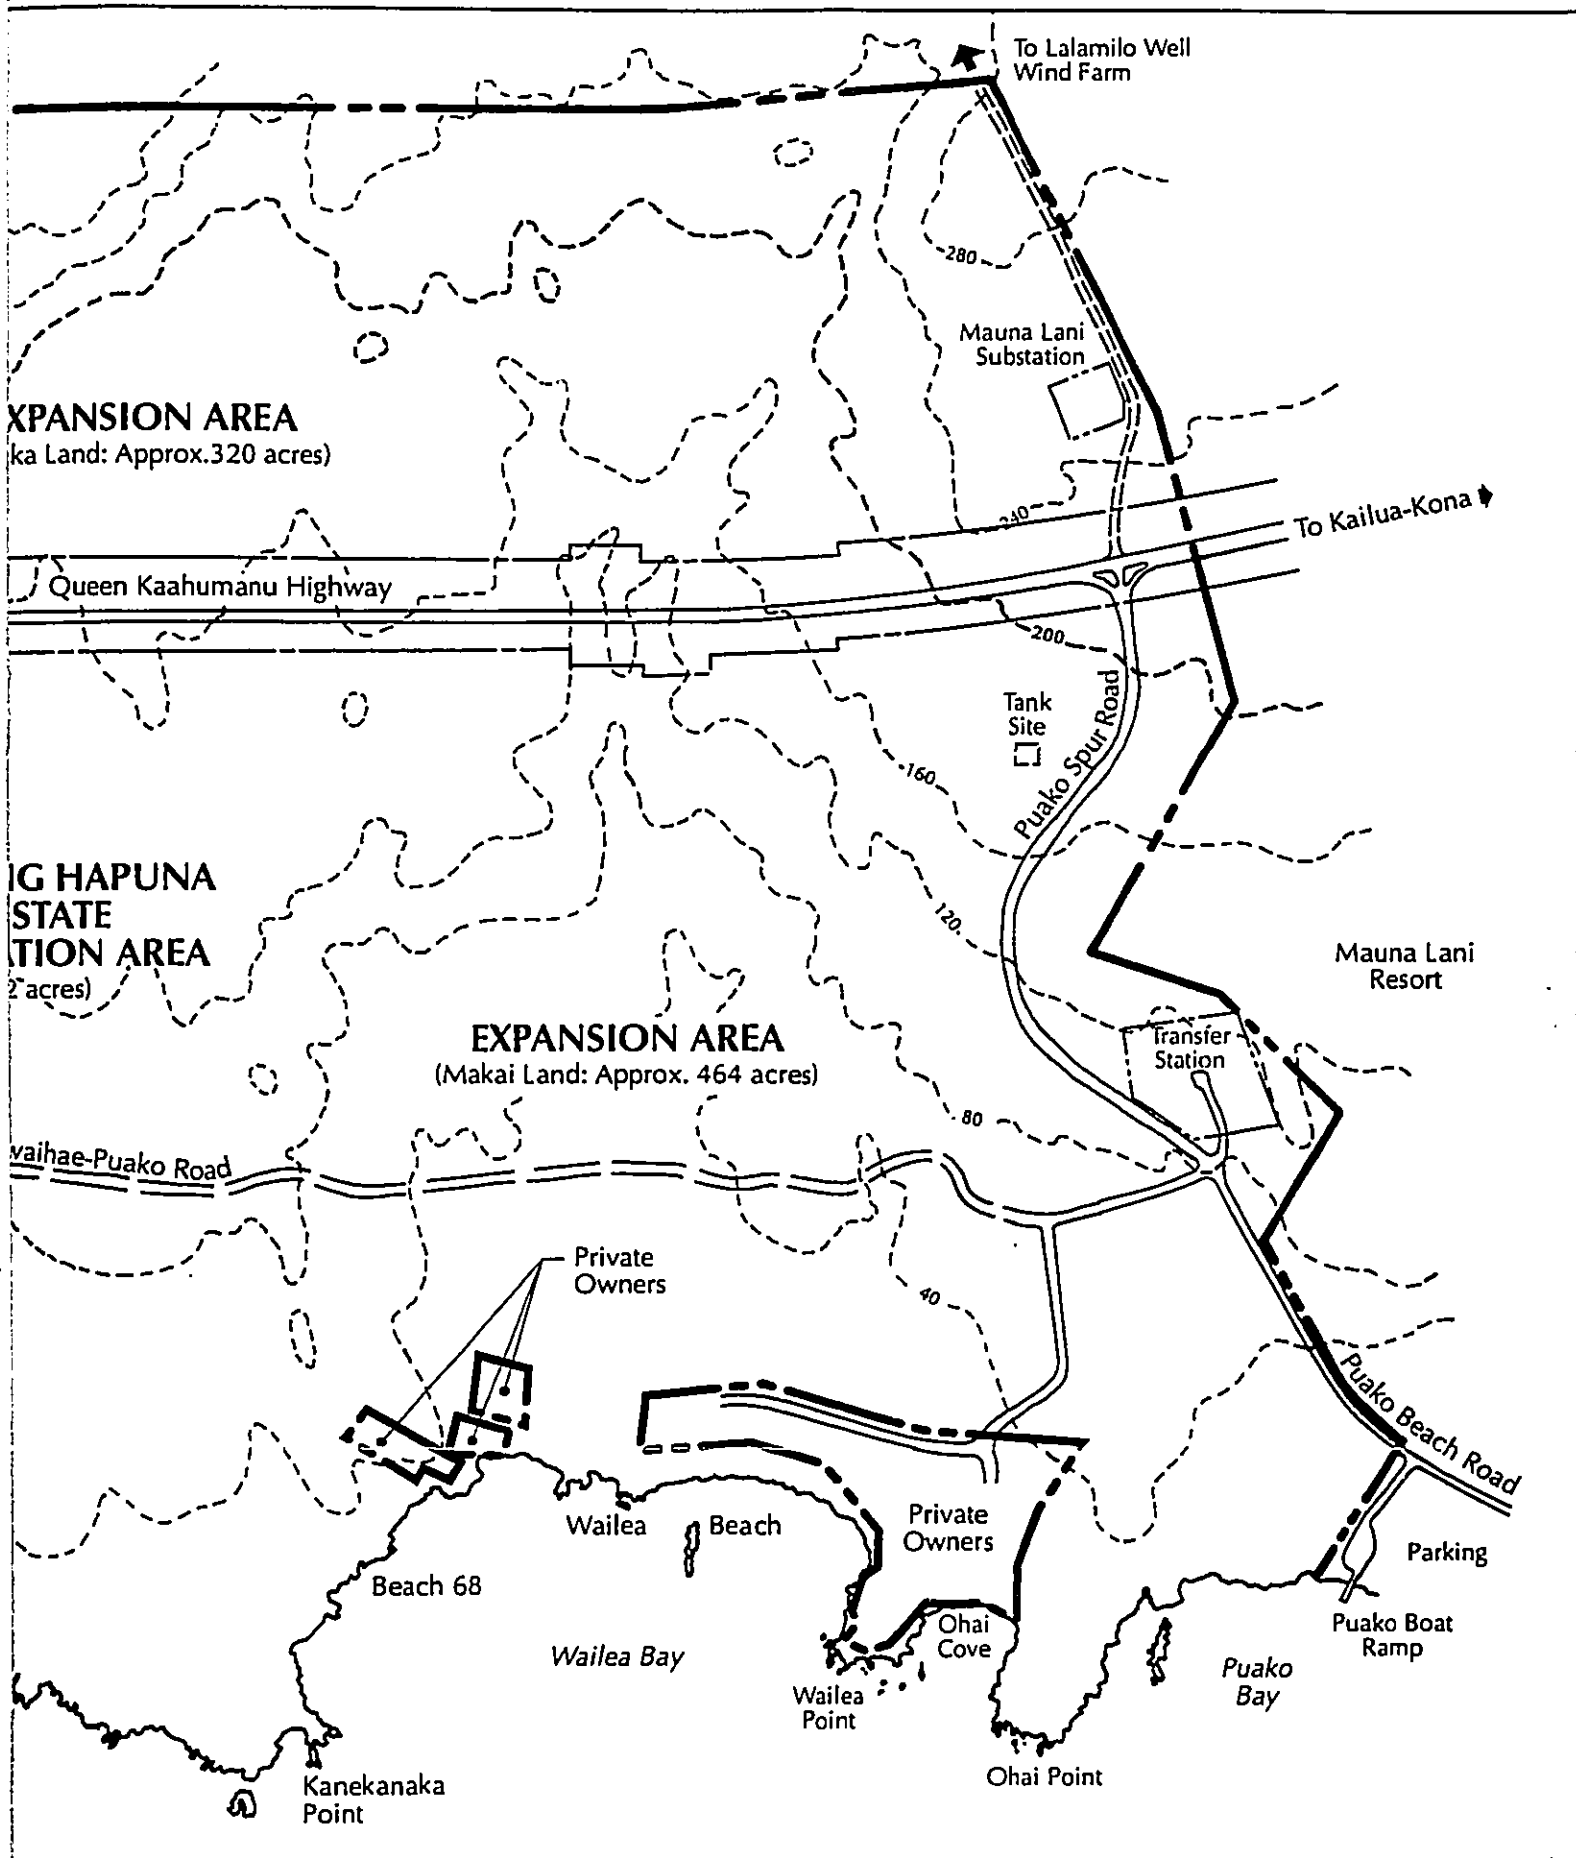 To Lalamilo Well
Wind Farm
280
Mauna Lani
Substation
XPANSION AREA
ka Land: Approx.320 acres)
240
To Kailua-Kona
Queen Kaahumanu Highway
200
Tank
Site
Puako Spur Road
160
IG HAPUNA
STATE
TION AREA
2 acres)
120
Mauna Lani
Resort
EXPANSION AREA
(Makai Land: Approx. 464 acres)
Transfer
Station
80
waihae-Puako Road
Private
Owners
40
Puako Beach Road
Private
Owners
Wailea Beach
Parking
Beach 68
Ohai
Cove
Puako Boat
Ramp
Wailea Bay
Puako
Bay
Wailea
Point
Ohai Point
Kanekanaka
Point